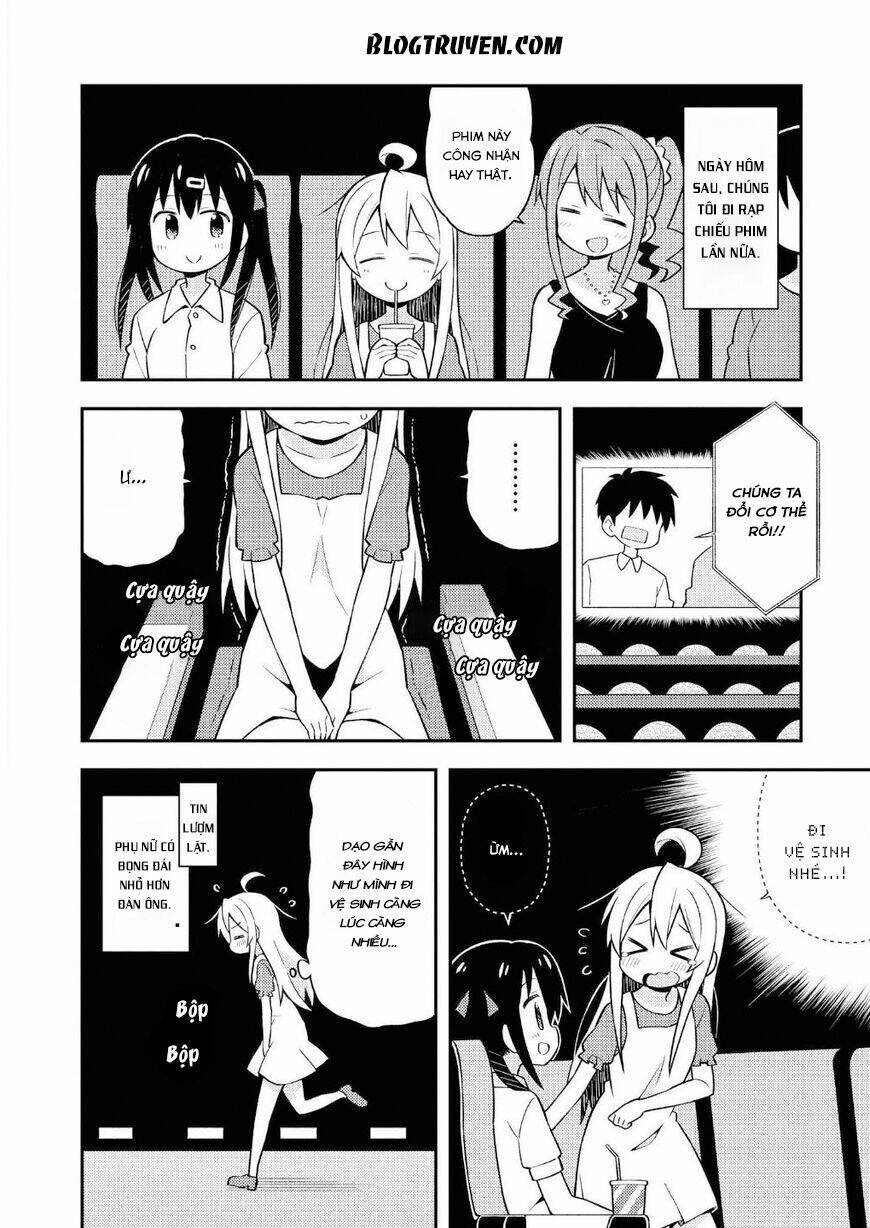 BLOGTRUYEN.COM
NGÀY HÔM
SAU, CHÚNG
TÔI ĐI RẠP
CHIẾU PHIM
LẦN NỮA.
PHIM NÀY
CÔNG NHẬN
HAY THẬT.
CHÚNG TA
ĐỔI CƠ THỂ
RỒI!!
.........
Ư...
Cựa quậy
Cựa quậy
Cựa quậy
Cựa quậy
ĐI
VỆ SINH
NHÉ...!
ỪM...
DẠO GẦN
ĐÂY HÌNH
NHƯ MÌNH ĐI
VỆ SINH CÀNG
LÚC CÀNG
NHIỀU...
TIN
LƯỢM
LẶT.
PHỤ NỮ CÓ
BỌNG ĐÁI
NHỎ HƠN
ĐÀN ÔNG.
Bộp
Bộp